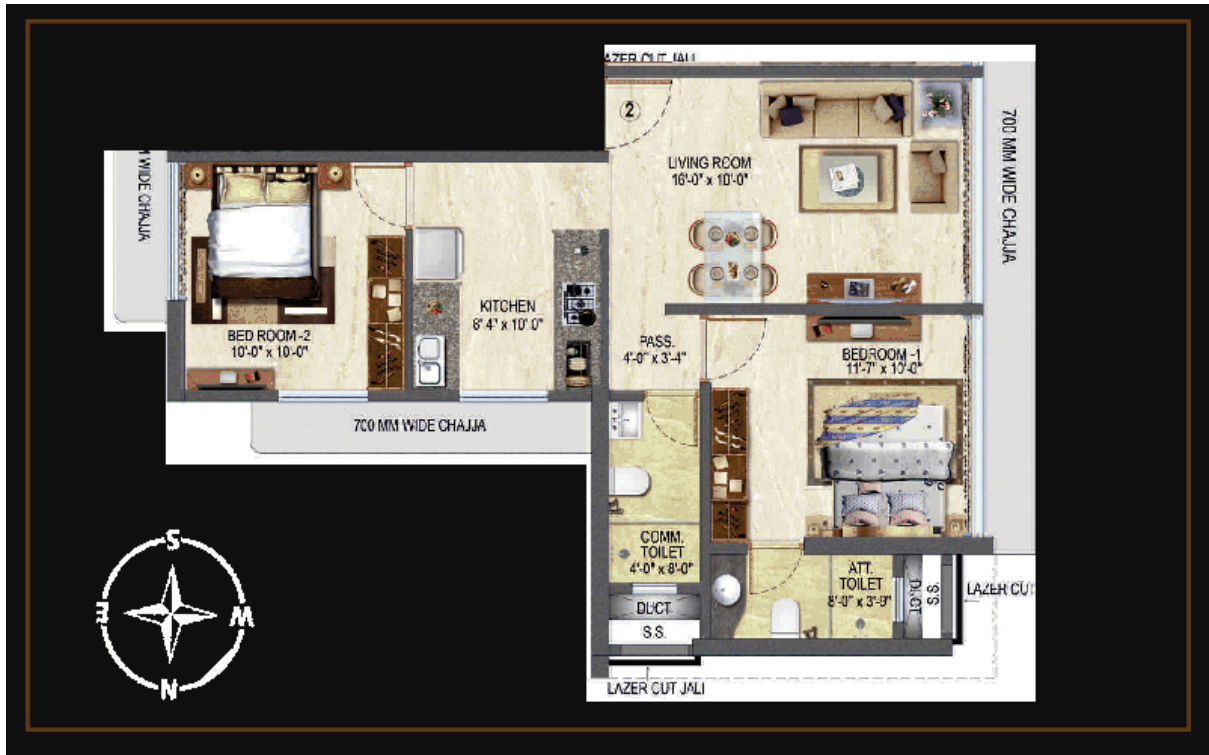 LAZER CUT JALI
2
LIVING ROOM
16'-0" x 10'-0"
700 MM WIDE CHAJJA
M WIDE CHAJJA
KITCHEN
8'4" x 10'0"
BED ROOM -2
10'-0" x 10'-0"
PASS.
4'-0" x 3'-4"
BEDROOM -1
11'-7" x 10'-0"
700 MM WIDE CHAJJA
COMM.
TOILET
4'-0" x 8'-0"
ATT.
TOILET
8'-0" x 3'-9"
DUCT
S.S.
LAZER CUT
DUCT
S.S.
LAZER CUT JALI
S
E
W
N